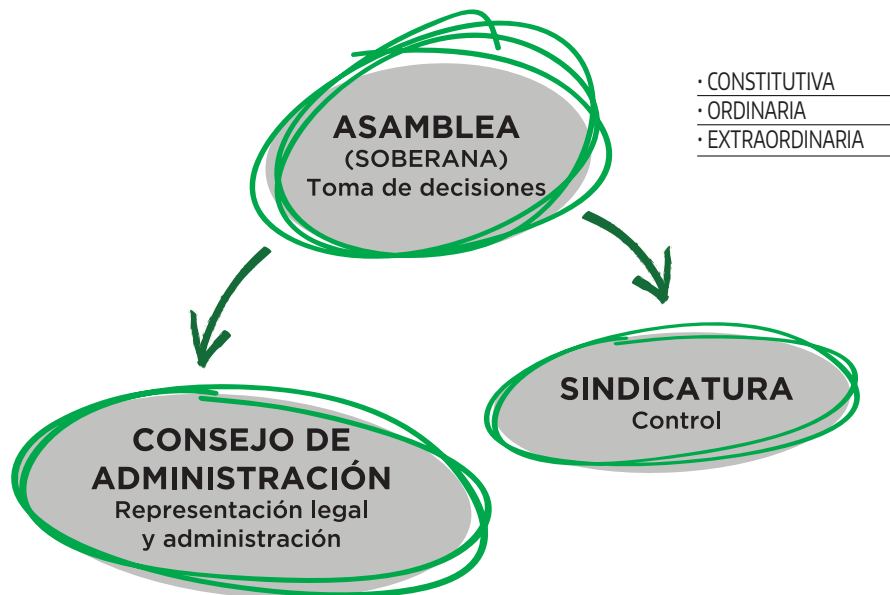 ASAMBLEA
(SOBERANA)
Toma de decisiones
· CONSTITUTIVA
· ORDINARIA
· EXTRAORDINARIA
SINDICATURA
Control
CONSEJO DE
ADMINISTRACIÓN
Representación legal
y administración